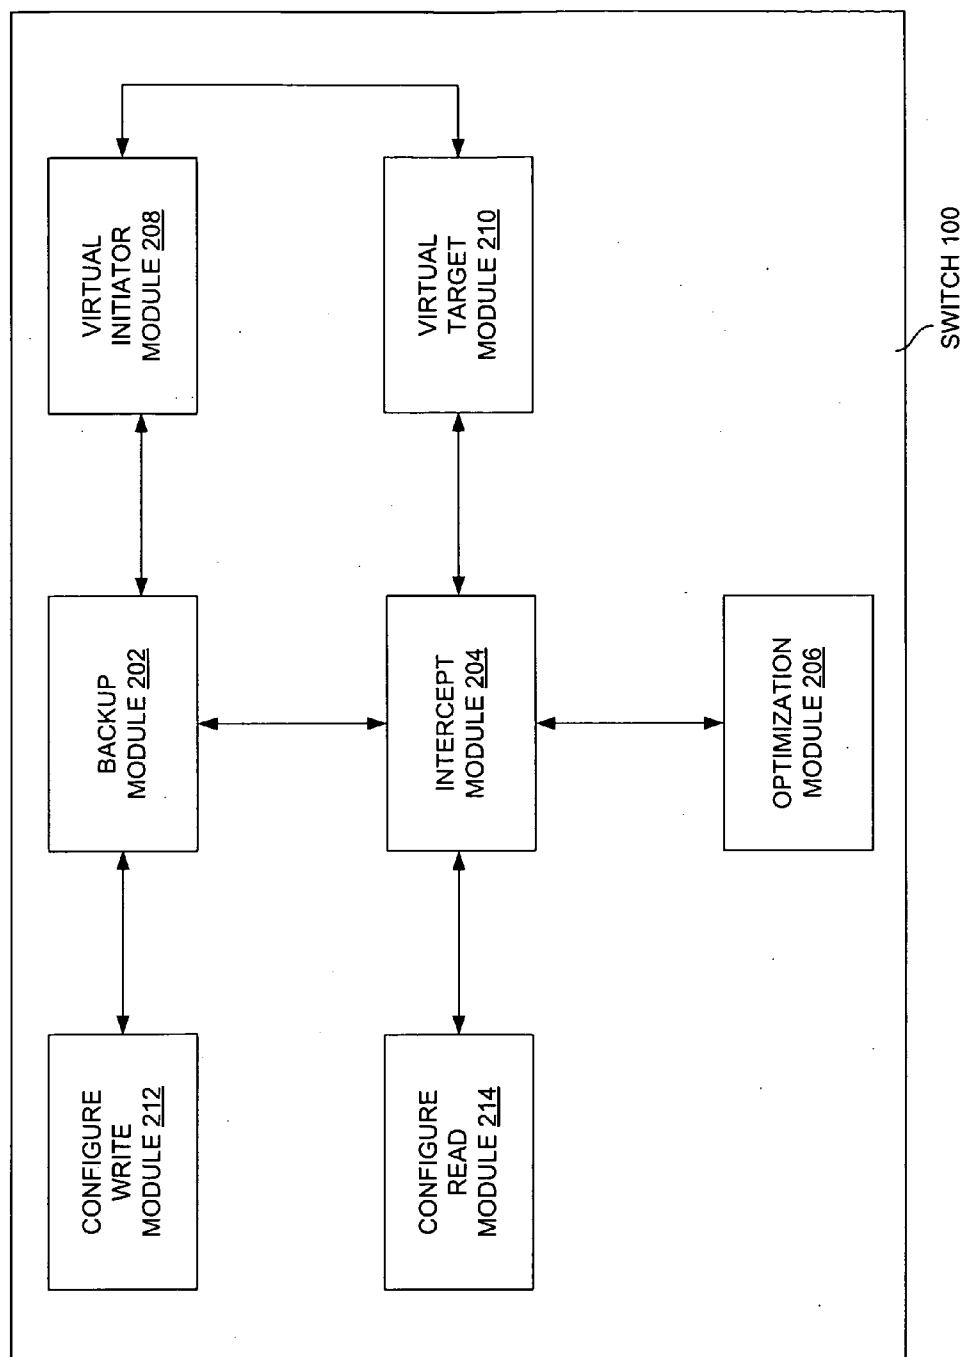 CONFIGURE
WRITE
MODULE 212
BACKUP
MODULE 202
VIRTUAL
INITIATOR
MODULE 208
CONFIGURE
READ
MODULE 214
INTERCEPT
MODULE 204
VIRTUAL
TARGET
MODULE 210
OPTIMIZATION
MODULE 206
SWITCH 100